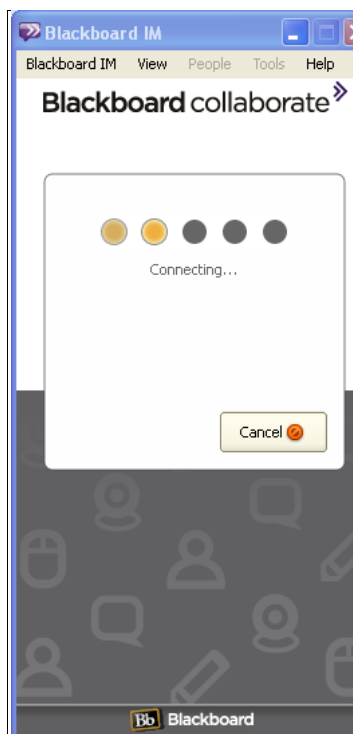 Blackboard IM
Blackboard IM View People Tools Help
Blackboard collaborate
Connecting...
Cancel
Bb Blackboard